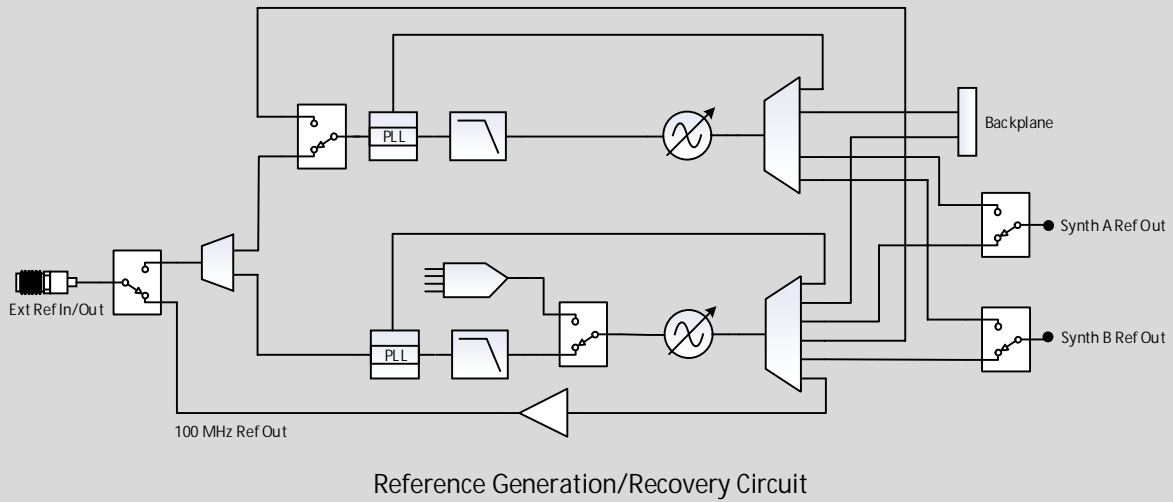 PLL
Backplane
Synth A Ref Out
Ext Ref In/Out
PLL
Synth B Ref Out
100 MHz Ref Out
Reference Generation/Recovery Circuit